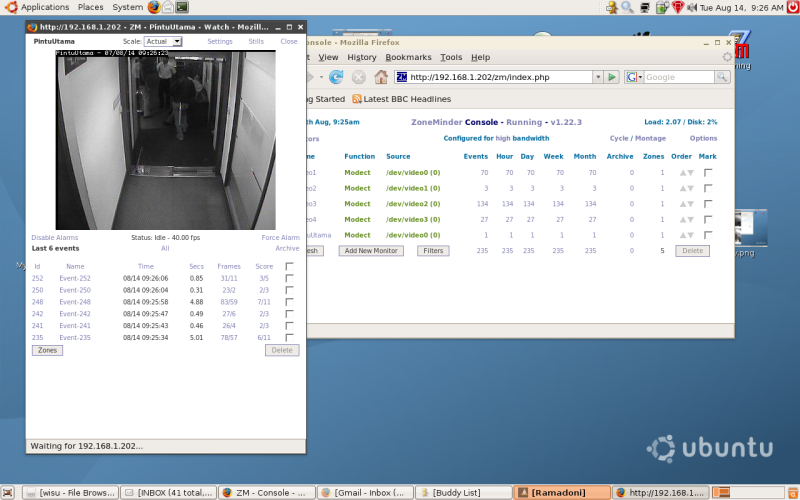 Applications Places System
Tue Aug 14, 9:26 AM
http://192.168.1.202 - ZM - PintuUtama - Watch - Mozill...
PintuUtama Scale: Actual Settings Stills Close
PintuUtama - 07/08/14 09:26:23
Disable Alarms Status: Idle - 40.00 fps Force Alarm
Last 6 events All Archive
Id Name Time Secs Frames Score
252 Event-252 08/14 09:26:06 0.85 31/11 3/5
250 Event-250 08/14 09:26:04 0.31 23/2 2/3
248 Event-248 08/14 09:25:58 4.88 83/59 7/11
242 Event-242 08/14 09:25:47 0.49 27/6 2/3
241 Event-241 08/14 09:25:43 0.46 26/4 2/3
235 Event-235 08/14 09:25:34 5.01 78/57 6/11
Zones Delete
Waiting for 192.168.1.202...
onsole - Mozilla Firefox
View History Bookmarks Tools Help
http://192.168.1.202/zm/index.php
Google
ng Started Latest BBC Headlines
th Aug, 9:25am ZoneMinder Console - Running - v1.22.3 Load: 2.07 / Disk: 2%
tors Configured for high bandwidth Cycle / Montage Options
me Function Source Events Hour Day Week Month Archive Zones Order Mark
eo1 Modect /dev/video0 (0) 70 70 70 70 70 0 1
eo2 Modect /dev/video1 (0) 3 3 3 3 3 0 1
eo3 Modect /dev/video2 (0) 134 134 134 134 134 0 1
eo4 Modect /dev/video3 (0) 27 27 27 27 27 0 1
uUtama Modect /dev/video0 (0) 1 1 1 1 1 0 1
esh Add New Monitor Filters 235 235 235 235 235 0 5 Delete
ning
y.png
My
ubuntu
[wisu - File Brows... [INBOX (41 total,... ZM - Console - ... [Gmail - Inbox (... [Buddy List] [Ramadoni] http://192.168.1....